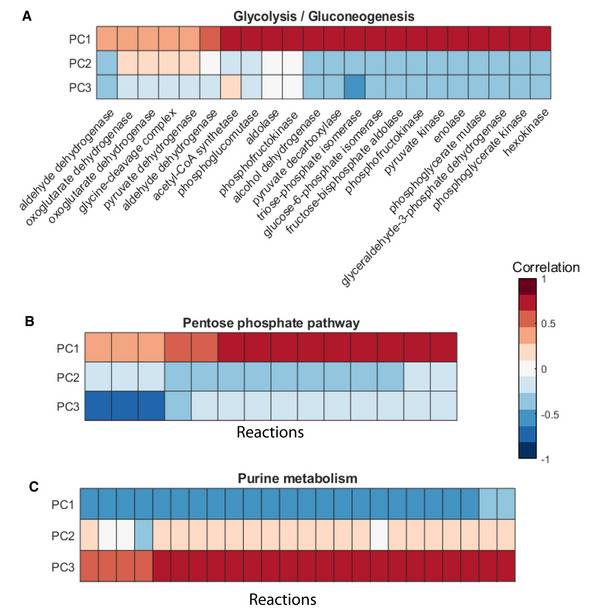 A
Glycolysis / Gluconeogenesis
PC1
PC2
PC3
aldehyde dehydrogenase
oxoglutarate dehydrogenase
oxoglutarate dehydrogenase
glycine-cleavage complex
pyruvate dehydrogenase
aldehyde dehydrogenase
acetyl-CoA synthetase
phosphoglucomutase
aldolase
phosphofructokinase
alcohol dehydrogenase
pyruvate decarboxylase
triose-phosphate isomerase
glucose-6-phosphate isomerase
fructose-bisphosphate aldolase
phosphofructokinase
pyruvate kinase
enolase
phosphoglycerate mutase
glyceraldehyde-3-phosphate dehydrogenase
phosphoglycerate kinase
hexokinase
Correlation
1
0.5
0
-0.5
-1
B
Pentose phosphate pathway
PC1
PC2
PC3
Reactions
C
Purine metabolism
PC1
PC2
PC3
Reactions